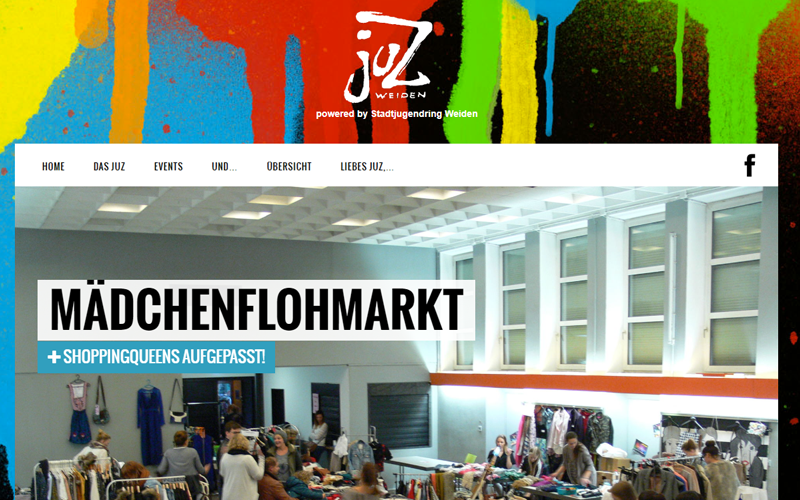 juZ
WEIDEN
powered by Stadtjugendring Weiden
HOME DAS JUZ EVENTS UND... ÜBERSICHT LIEBES JUZ,... f
MÄDCHENFLOHMARKT
+ SHOPPINGQUEENS AUFGEPASST!